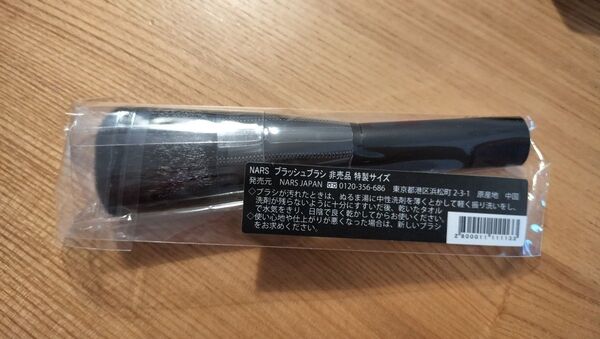 NARS ブラッシュブラシ 非売品 特製サイズ
発売元 NARS JAPAN ☎ 0120-356-686 東京都港区浜松町 2-3-1 原産地 中国
◇ブラシが汚れたときは、ぬるま湯に中性洗剤を薄くとかして軽く振り洗いをし、
洗剤が残らないように十分にすすいだ後、乾いたタオル
で水気をきり、日陰で良く乾かしてからお使いください。
◇使い心地や仕上がりが悪くなった場合は、新しいブラシ
をお求めください。